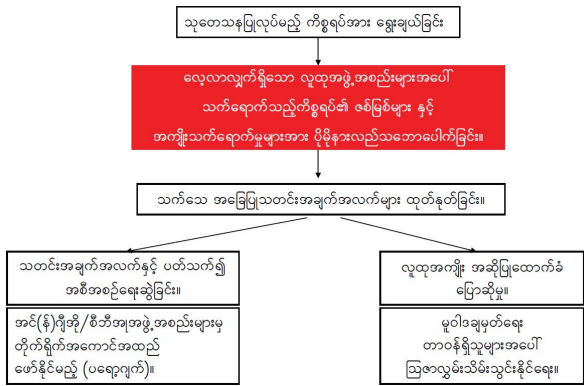 သုတေသနပြုလုပ်မည့် ကိစ္စရပ်အား ရွေးချယ်ခြင်း
လေ့လာလျှက်ရှိသော လူထုအဖွဲ့အစည်းများအပေါ်
သက်ရောက်သည့်ကိစ္စရပ်၏ ဇစ်မြစ်များ နှင့်
အကျိုးသက်ရောက်မှုများအား ပိုမိုနားလည်သဘောပေါက်ခြင်း။
သက်သေ အခြေပြုသတင်းအချက်အလက်များ ထုတ်နုတ်ခြင်း။
သတင်းအချက်အလက်နှင့် ပတ်သက်၍
အစီအစဉ်ရေးဆွဲခြင်း။
အင်(န်)ဂျီအို/စီဘီအုအဖွဲ့အစည်းများမှ
တိုက်ရိုက်အကောင်အထည်
ဖော်နိုင်မည့် (ပရော့ဂျက်)။
လူထုအကျိုး အဆိုပြုထောက်ခံ
ပြောဆိုမှု။
မူဝါဒချမှတ်ရေး
တာဝန်ရှိသူများအပေါ်
သြဇာလွှမ်းသိမ်းသွင်းနိုင်ရေး။